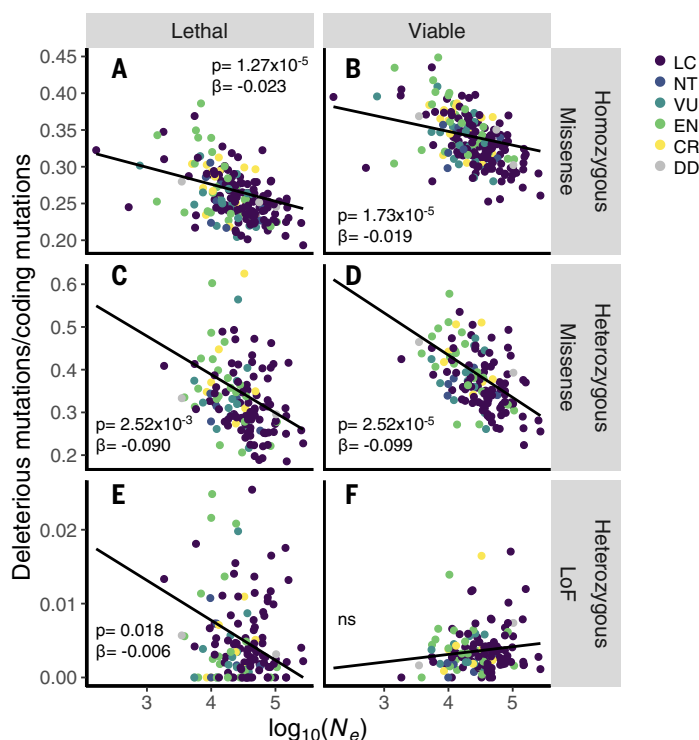 Lethal
Viable
LC
NT
VU
EN
CR
DD
Deleterious mutations/coding mutations
0.45
0.40
0.35
0.30
0.25
0.20
A
p= 1.27x10⁻⁵
β= -0.023
B
p= 1.73x10⁻⁵
β= -0.019
Homozygous
Missense
0.6
0.5
0.4
0.3
0.2
C
p= 2.52x10⁻³
β= -0.090
D
p= 2.52x10⁻⁵
β= -0.099
Heterozygous
Missense
0.02
0.01
0.00
E
p= 0.018
β= -0.006
F
ns
Heterozygous
LoF
3
4
5
3
4
5
log₁₀(Nₑ)